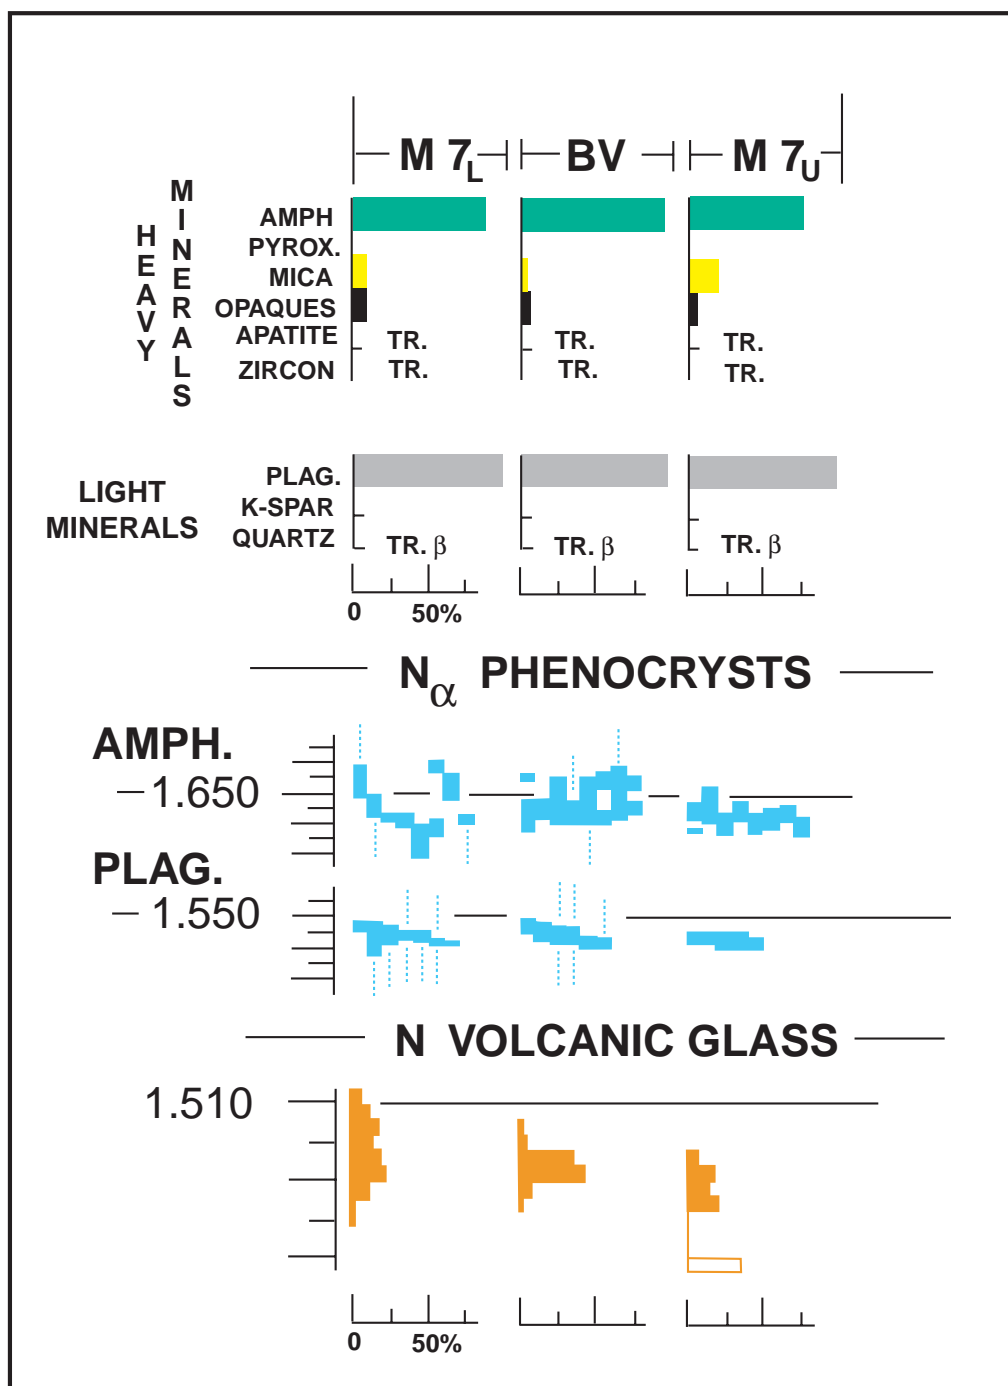 M 7L BV M 7U
HEAVY
MINERALS
AMPH
PYROX.
MICA
OPAQUES
APATITE TR. TR. TR.
ZIRCON TR. TR. TR.
LIGHT
MINERALS
PLAG.
K-SPAR
QUARTZ TR. β TR. β TR. β
0 50%
Nα PHENOCRYSTS
AMPH.
1.650
PLAG.
1.550
N VOLCANIC GLASS
1.510
0 50%